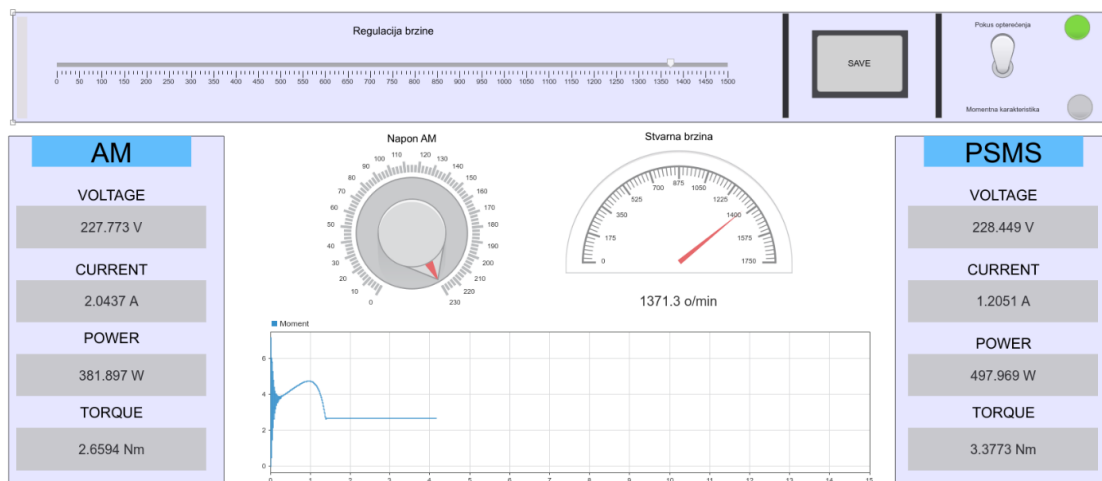 Regulacija brzine
0 50 100 150 200 250 300 350 400 450 500 550 600 650 700 750 800 850 900 950 1000 1050 1100 1150 1200 1250 1300 1350 1400 1450 1500
SAVE
Pokus opterećenja
Momentna karakteristika
AM
VOLTAGE
227.773 V
CURRENT
2.0437 A
POWER
381.897 W
TORQUE
2.6594 Nm
Napon AM
0 10 20 30 40 50 60 70 80 90 100 110 120 130 140 150 160 170 180 190 200 210 220 230
Stvarna brzina
0 175 350 525 700 875 1050 1225 1400 1575 1750
1371.3 o/min
Moment
6
4
2
0
0 1 2 3 4 5 6 7 8 9 10 11 12 13 14 15
PSMS
VOLTAGE
228.449 V
CURRENT
1.2051 A
POWER
497.969 W
TORQUE
3.3773 Nm